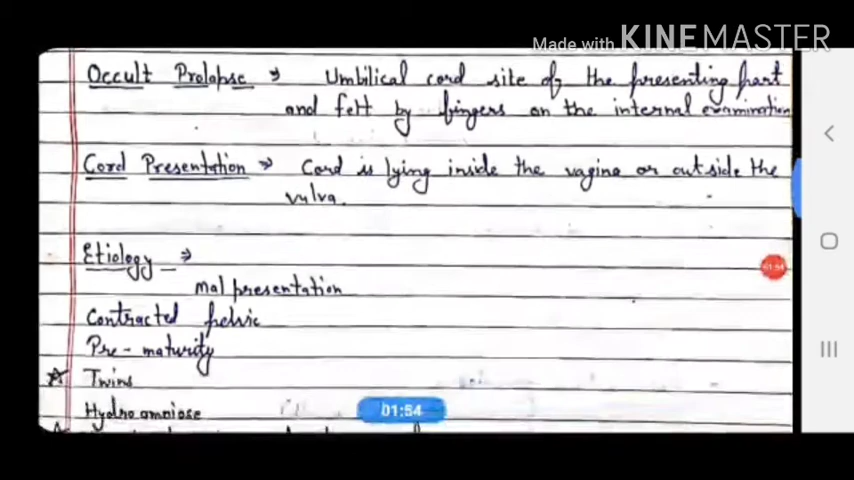 Made with KINEMASTER
Occult Prolapse → Umbilical cord site of the presenting part
and felt by fingers on the internal examination
Cord Presentation → Cord is lying inside the vagina or outside the
vulva.
Etiology →
mal presentation
Contracted pelvic
Pre-maturity
Twins
Hydroamniose
01:54
01:54